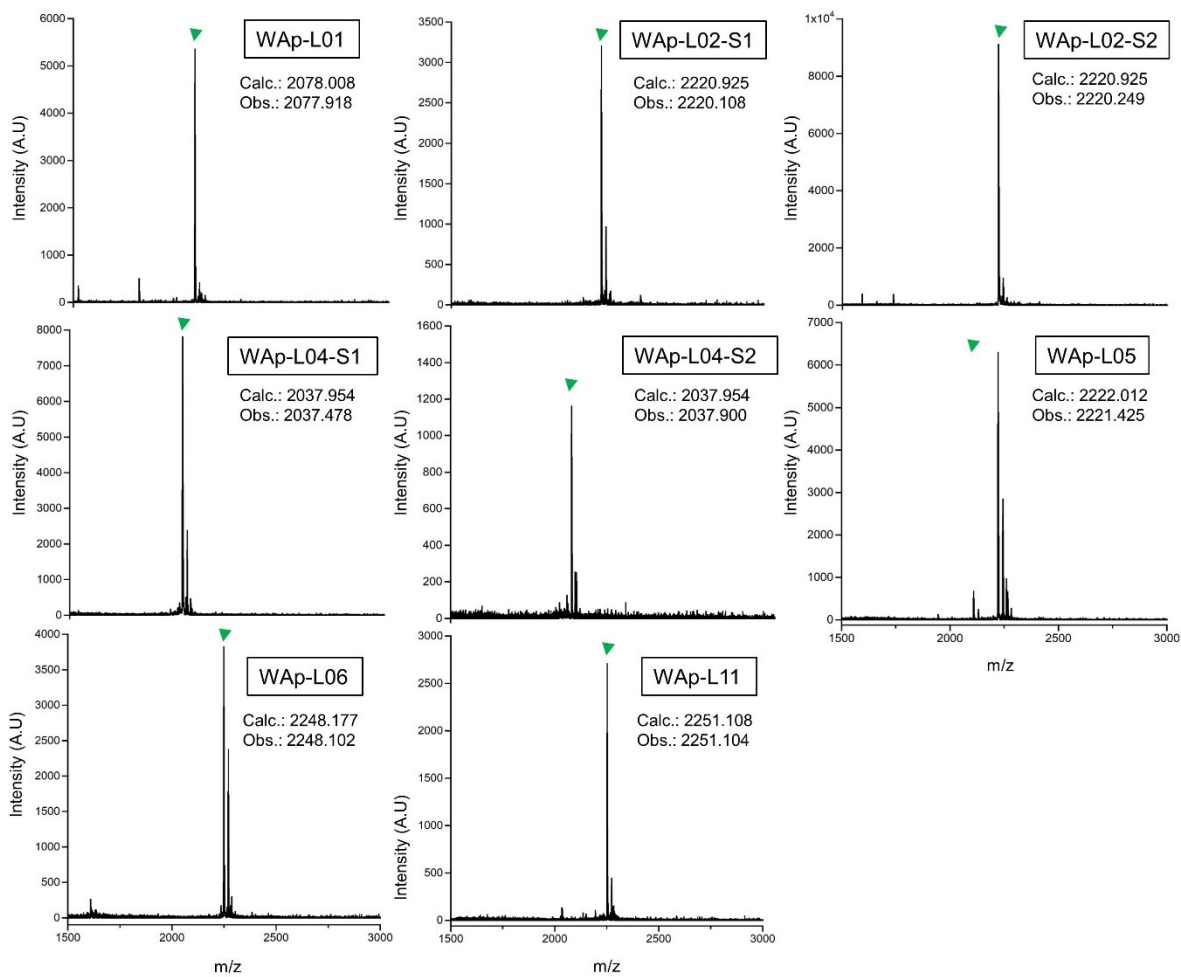 6000
5000
4000
3000
2000
1000
0
Intensity (A.U)
WAp-L01
Calc.: 2078.008
Obs.: 2077.918
3500
3000
2500
2000
1500
1000
500
0
Intensity (A.U)
WAp-L02-S1
Calc.: 2220.925
Obs.: 2220.108
1x10⁴
8000
6000
4000
2000
0
Intensity (A.U)
WAp-L02-S2
Calc.: 2220.925
Obs.: 2220.249
8000
7000
6000
5000
4000
3000
2000
1000
0
Intensity (A.U)
WAp-L04-S1
Calc.: 2037.954
Obs.: 2037.478
1600
1400
1200
1000
800
600
400
200
0
Intensity (A.U)
WAp-L04-S2
Calc.: 2037.954
Obs.: 2037.900
7000
6000
5000
4000
3000
2000
1000
0
Intensity (A.U)
WAp-L05
Calc.: 2222.012
Obs.: 2221.425
1500 2000 2500 3000
m/z
4000
3500
3000
2500
2000
1500
1000
500
0
Intensity (A.U)
WAp-L06
Calc.: 2248.177
Obs.: 2248.102
1500 2000 2500 3000
m/z
3000
2500
2000
1500
1000
500
0
Intensity (A.U)
WAp-L11
Calc.: 2251.108
Obs.: 2251.104
1500 2000 2500 3000
m/z